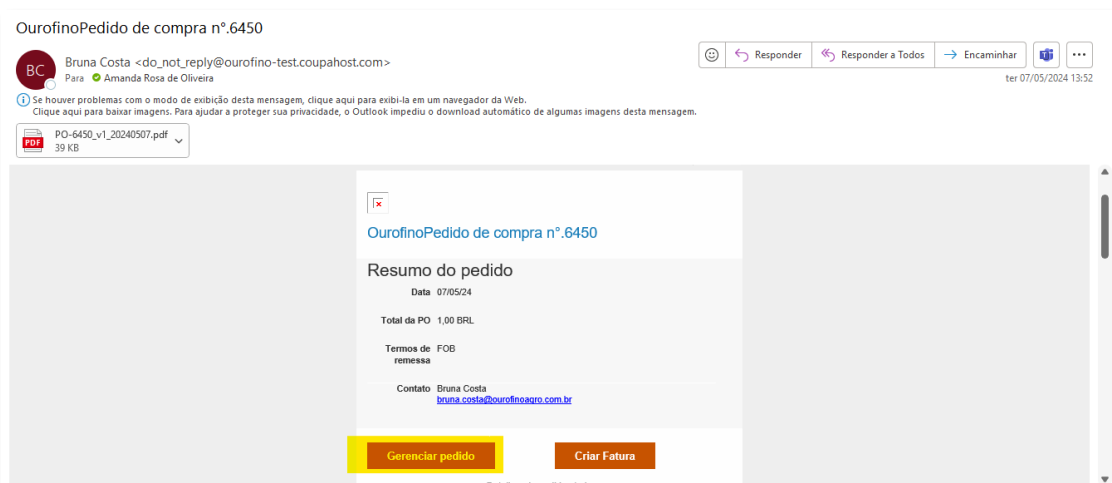 OurofinoPedido de compra n°.6450
BC
Bruna Costa <do_not_reply@ourofino-test.coupahost.com>
Para Amanda Rosa de Oliveira
Responder
Responder a Todos
Encaminhar
ter 07/05/2024 13:52
Se houver problemas com o modo de exibição desta mensagem, clique aqui para exibi-la em um navegador da Web.
Clique aqui para baixar imagens. Para ajudar a proteger sua privacidade, o Outlook impediu o download automático de algumas imagens desta mensagem.
PDF
PO-6450_v1_20240507.pdf
39 KB
OurofinoPedido de compra n°.6450
Resumo do pedido
Data 07/05/24
Total da PO 1,00 BRL
Termos de remessa FOB
Contato Bruna Costa
bruna.costa@ourofinoagro.com.br
Gerenciar pedido
Criar Fatura